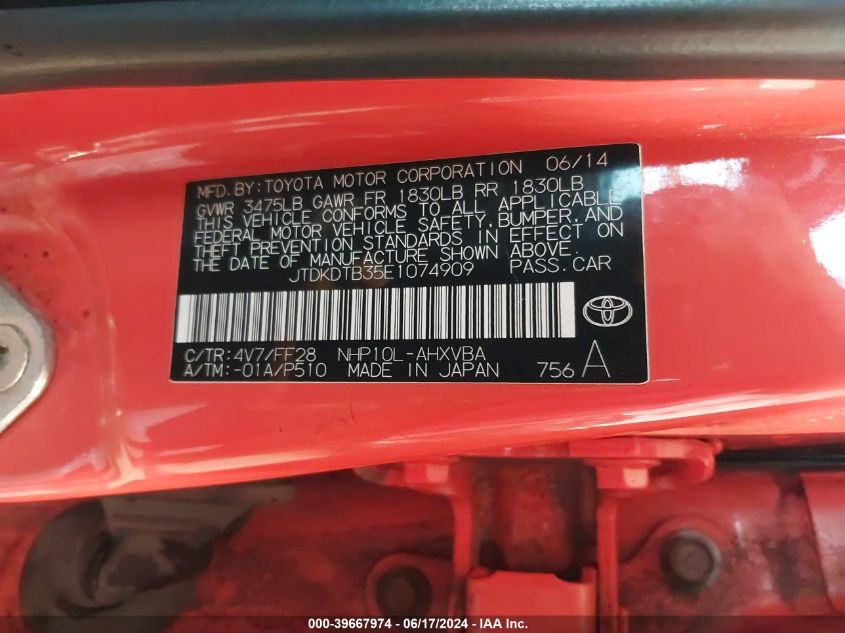 MFD.BY:TOYOTA MOTOR CORPORATION 06/14
GVWR 3475LB GAWR FR 1830LB RR 1830LB
THIS VEHICLE CONFORMS TO ALL APPLICABLE
FEDERAL MOTOR VEHICLE SAFETY,BUMPER,AND
THEFT PREVENTION STANDARDS IN EFFECT ON
THE DATE OF MANUFACTURE SHOWN ABOVE.
JTDKDTB35E1074909 PASS.CAR
C/TR:4V7/FF28 NHP10L-AHXVBA
A/TM:-01A/P510 MADE IN JAPAN 756 A
000-39667974 - 06/17/2024 - IAA Inc.